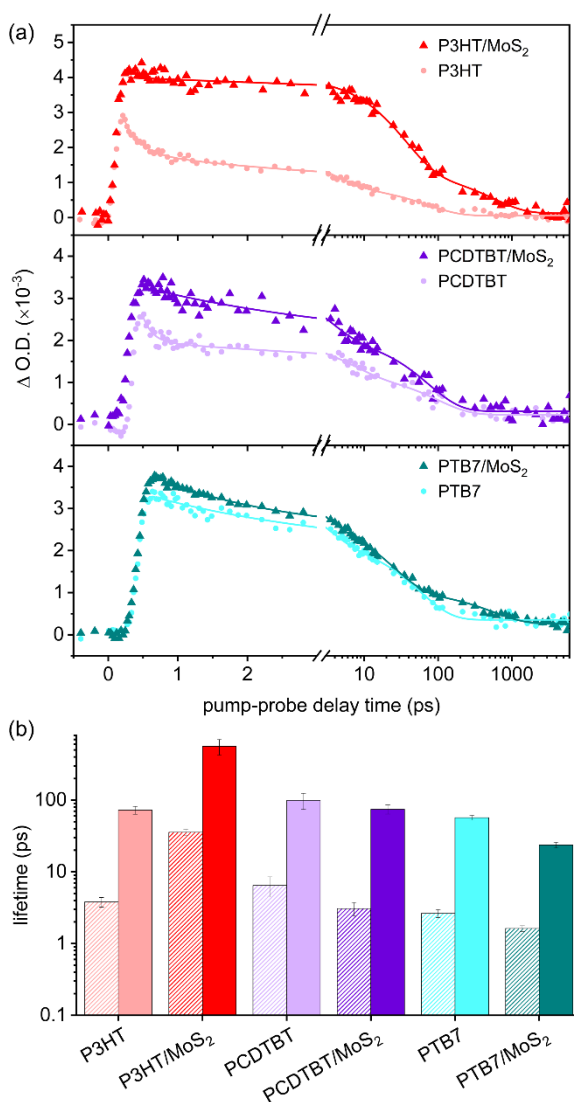 (a)
5
4
3
2
1
0
P3HT/MoS₂
P3HT
Δ O.D. (×10⁻³)
3
2
1
0
PCDTBT/MoS₂
PCDTBT
4
3
2
1
0
PTB7/MoS₂
PTB7
0 1 2 10 100 1000
pump-probe delay time (ps)
(b)
lifetime (ps)
100
10
1
0.1
P3HT
P3HT/MoS₂
PCDTBT
PCDTBT/MoS₂
PTB7
PTB7/MoS₂